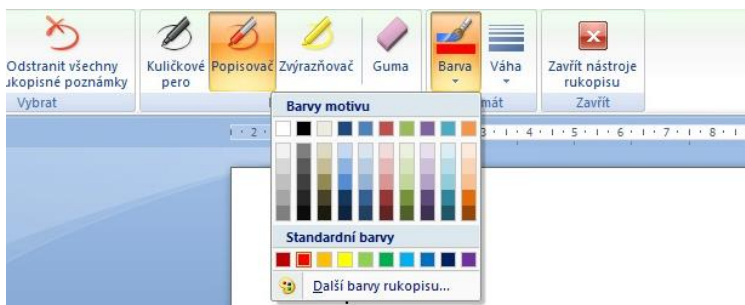 Odstranit všechny
ukopisné poznámky
Kuličkové
pero
Popisovač
Zvýrazňovač
Guma
Barva
Váha
Zavřít nástroje
rukopisu
Vybrat
mát
Zavřít
Barvy motivu
2
3 4 5 6 7 8
Standardní barvy
Další barvy rukopisu...